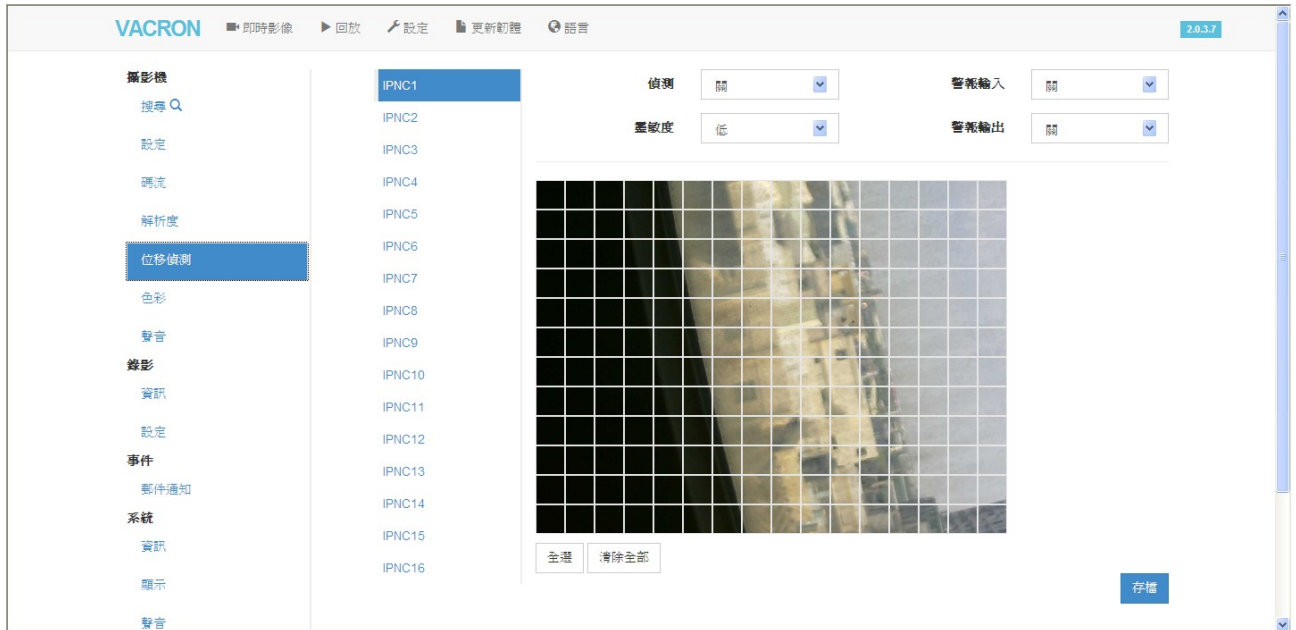 VACRON 即時影像 回放 設定 更新韌體 語言 2.0.3.7
攝影機
搜尋
設定
碼流
解析度
位移偵測
色彩
聲音
錄影
資訊
設定
事件
郵件通知
系統
資訊
顯示
聲音
IPNC1
IPNC2
IPNC3
IPNC4
IPNC5
IPNC6
IPNC7
IPNC8
IPNC9
IPNC10
IPNC11
IPNC12
IPNC13
IPNC14
IPNC15
IPNC16
偵測 關 警報輸入 關
靈敏度 低 警報輸出 關
全選 清除全部
存檔